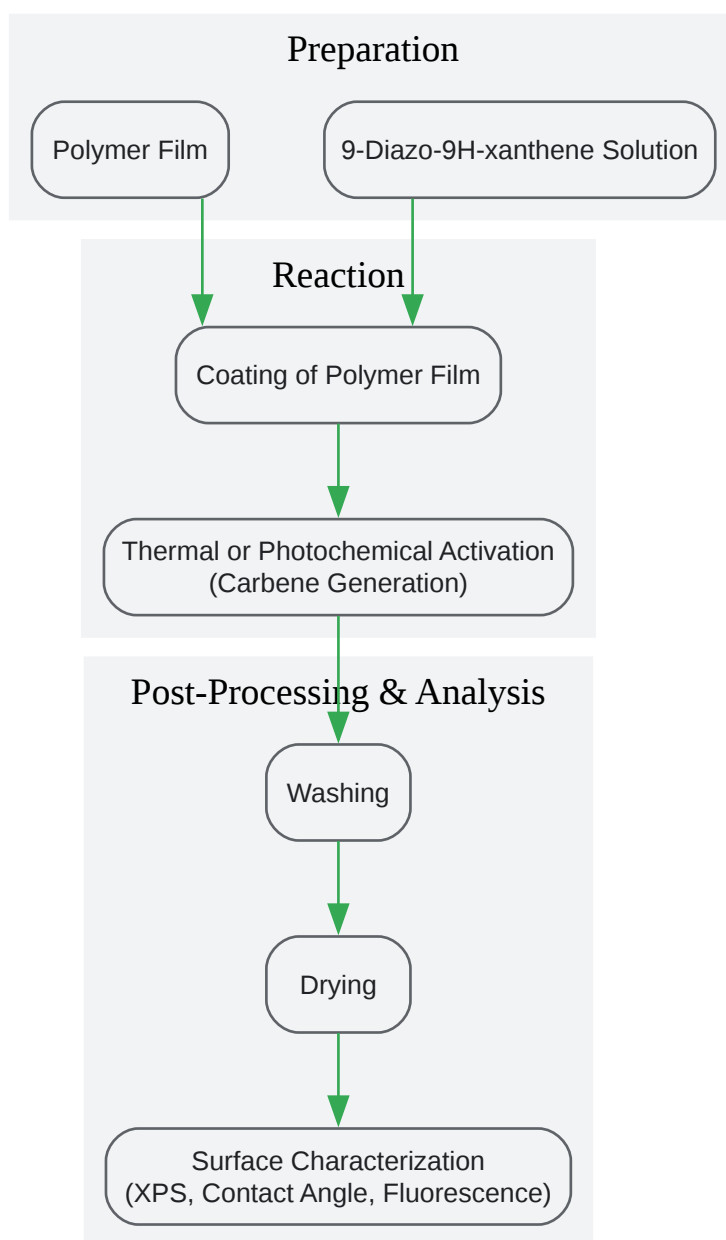 Preparation
Polymer Film
9-Diazo-9H-xanthene Solution
Reaction
Coating of Polymer Film
Thermal or Photochemical Activation
(Carbene Generation)
Post-Processing & Analysis
Washing
Drying
Surface Characterization
(XPS, Contact Angle, Fluorescence)